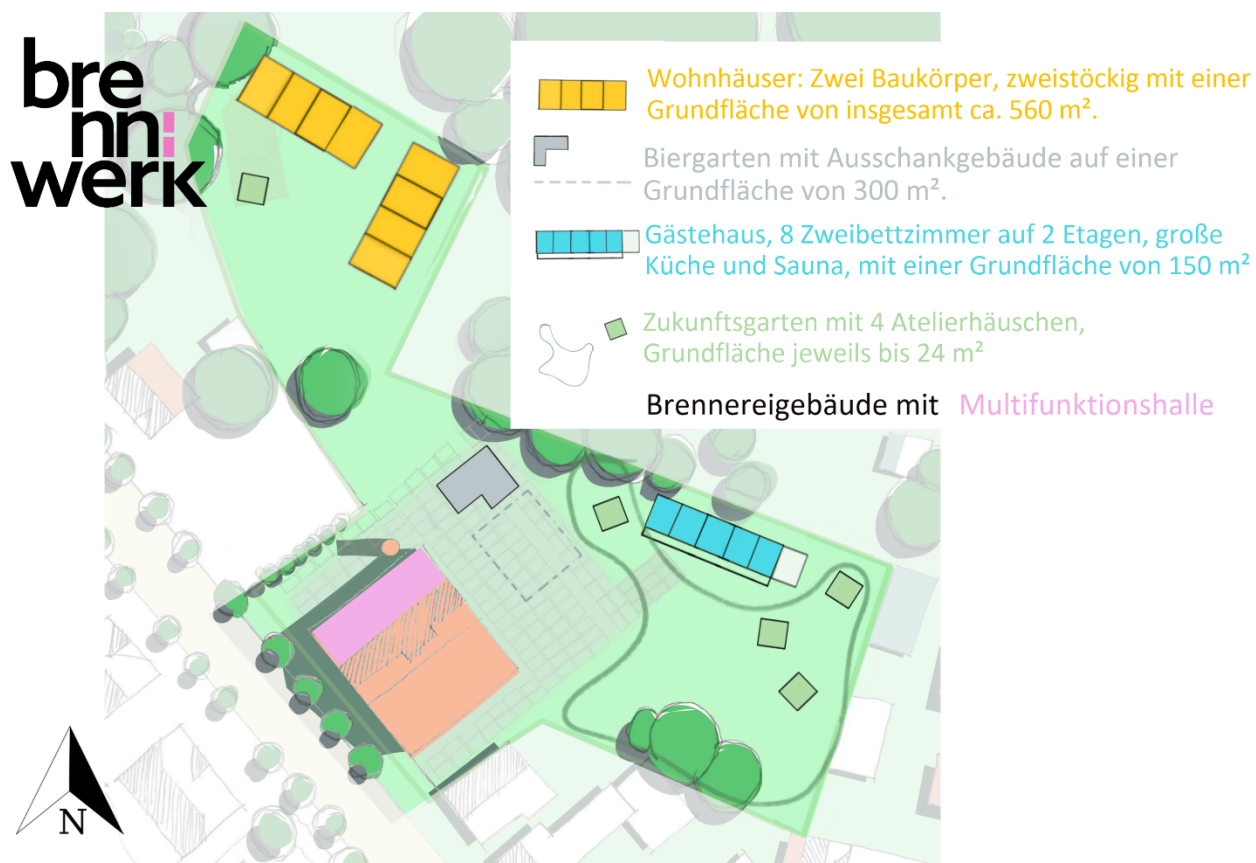 bre
nn:
werk
Wohnhäuser: Zwei Baukörper, zweistöckig mit einer
Grundfläche von insgesamt ca. 560 m².
Biergarten mit Ausschankgebäude auf einer
Grundfläche von 300 m².
Gästehaus, 8 Zweibettzimmer auf 2 Etagen, große
Küche und Sauna, mit einer Grundfläche von 150 m²
Zukunftsgarten mit 4 Atelierhäuschen,
Grundfläche jeweils bis 24 m²
Brennereigebäude mit Multifunktionshalle
N